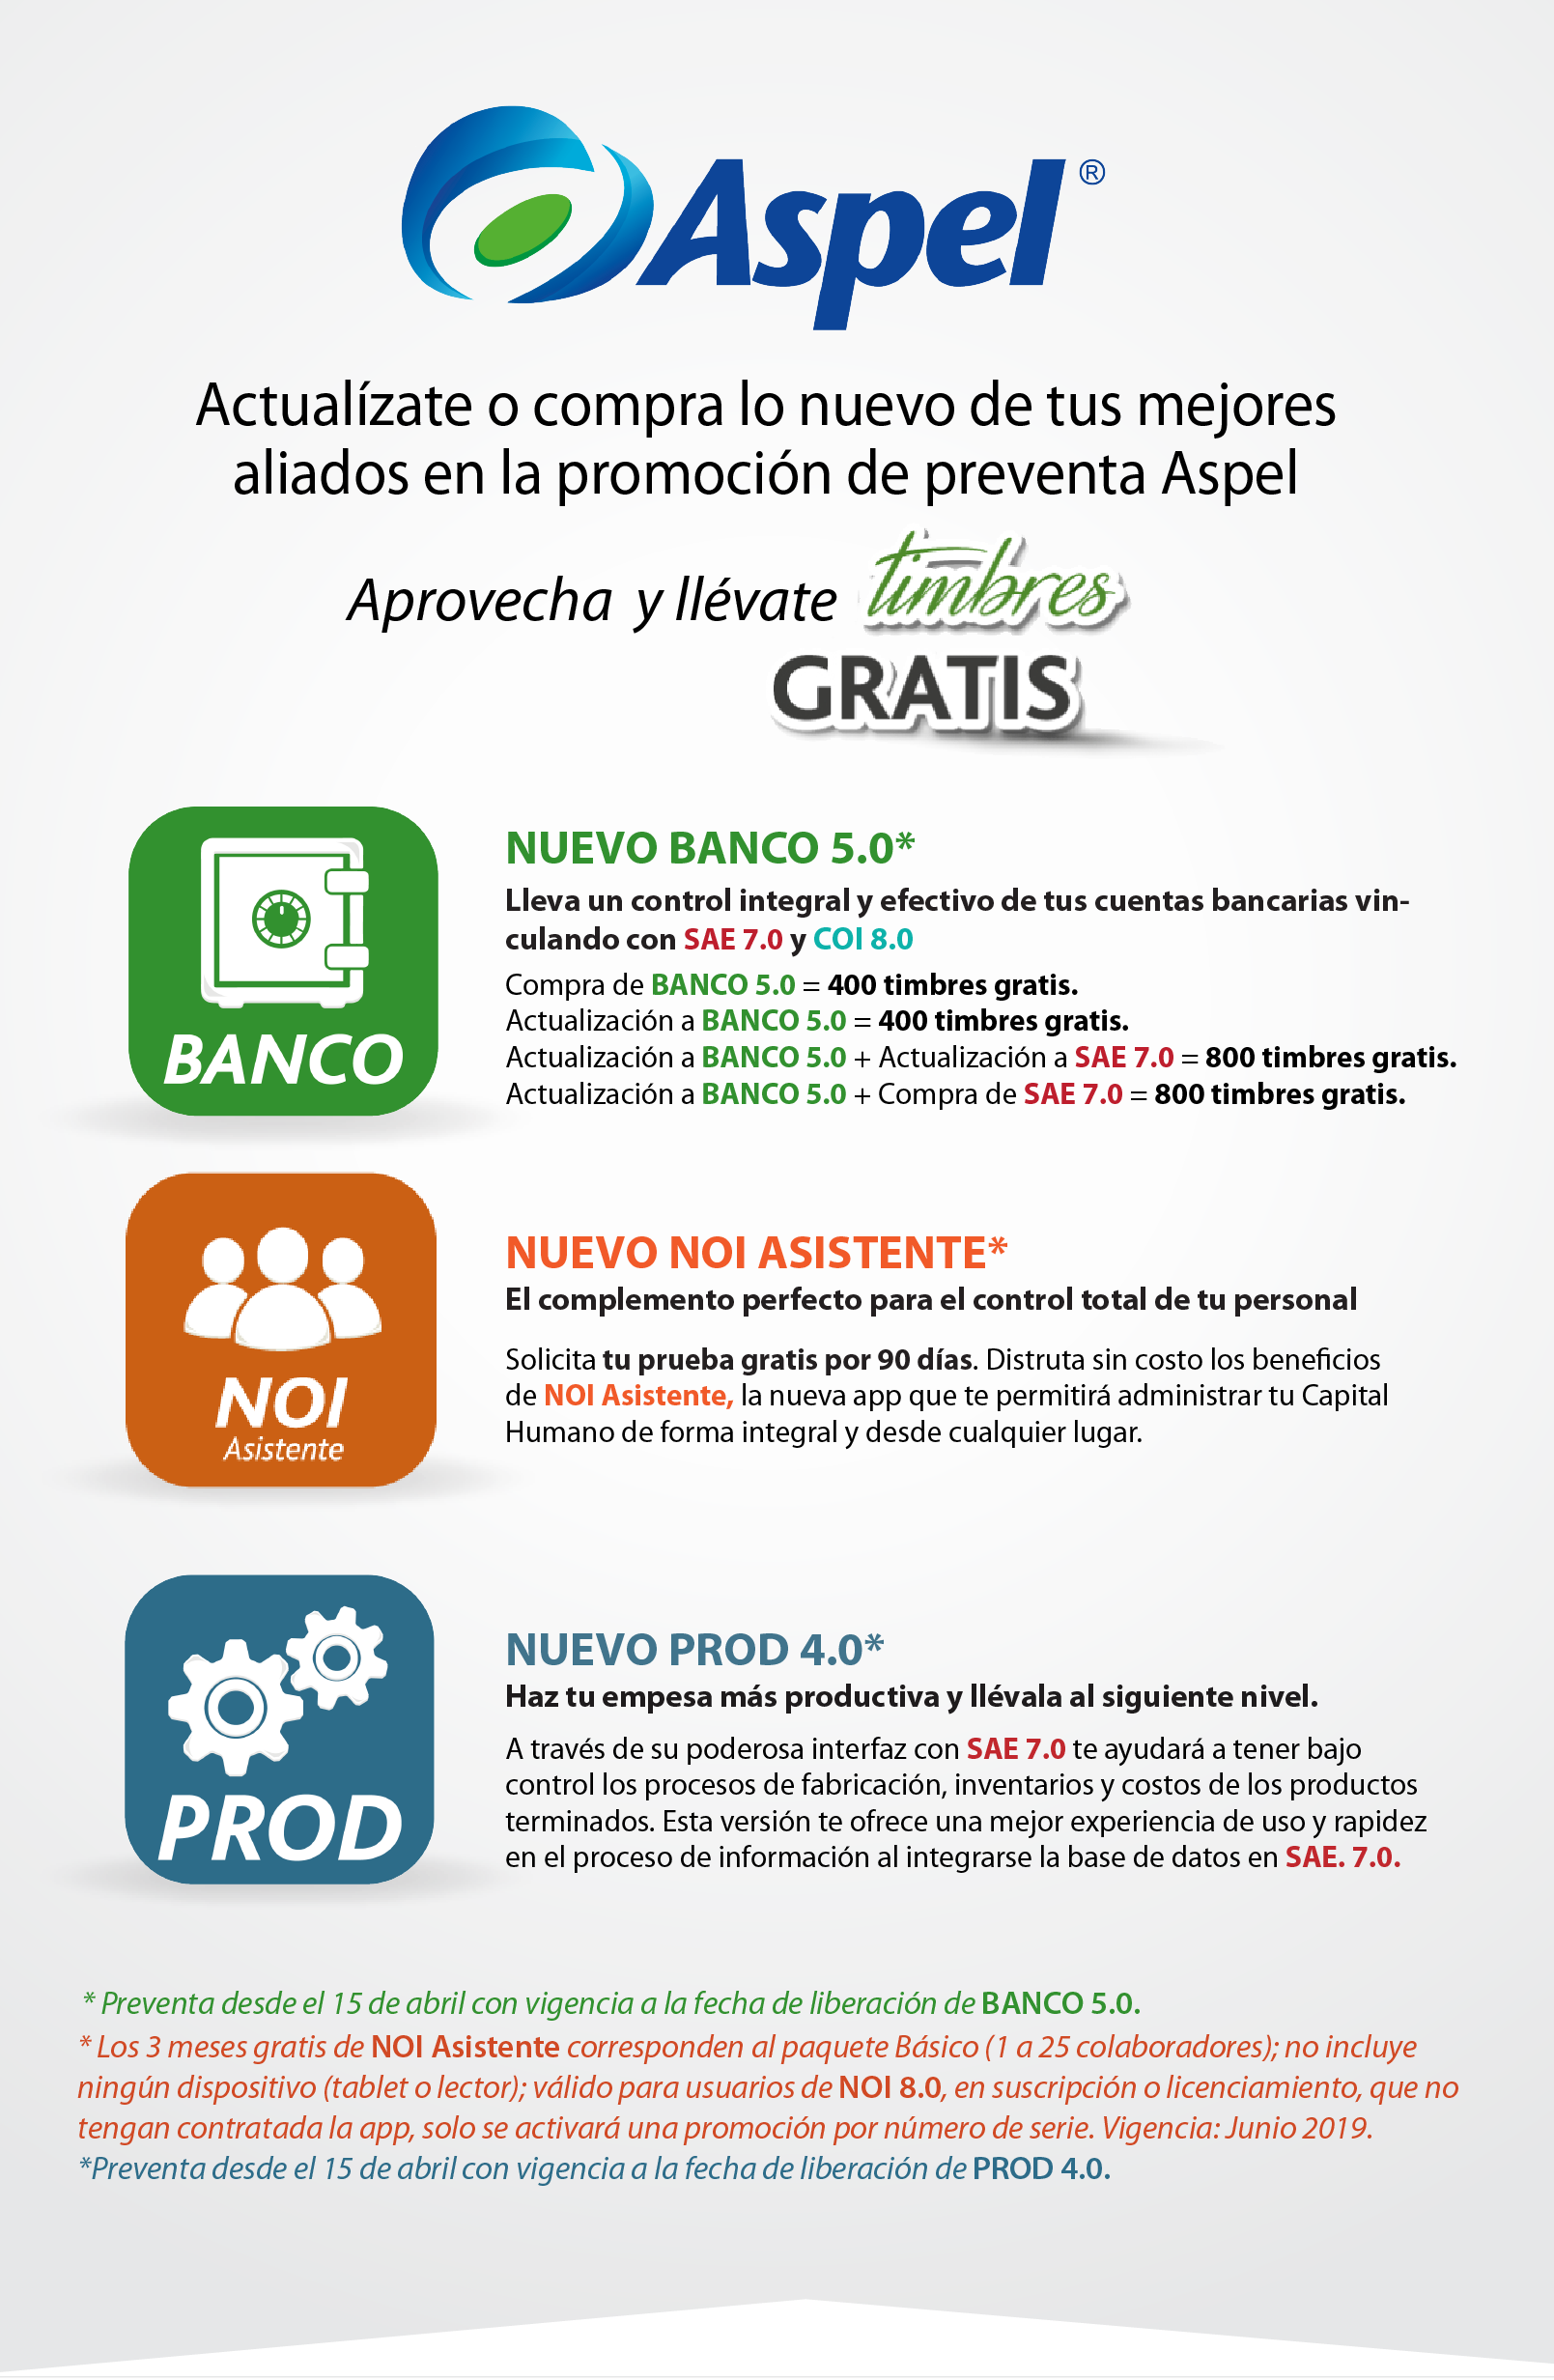 Aspel®
Actualízate o compra lo nuevo de tus mejores
aliados en la promoción de preventa Aspel
Aprovecha y llévate timbres
GRATIS
BANCO
NUEVO BANCO 5.0*
Lleva un control integral y efectivo de tus cuentas bancarias vin-
culando con SAE 7.0 y COI 8.0
Compra de BANCO 5.0 = 400 timbres gratis.
Actualización a BANCO 5.0 = 400 timbres gratis.
Actualización a BANCO 5.0 + Actualización a SAE 7.0 = 800 timbres gratis.
Actualización a BANCO 5.0 + Compra de SAE 7.0 = 800 timbres gratis.
NOI
Asistente
NUEVO NOI ASISTENTE*
El complemento perfecto para el control total de tu personal
Solicita tu prueba gratis por 90 días. Distruta sin costo los beneficios
de NOI Asistente, la nueva app que te permitirá administrar tu Capital
Humano de forma integral y desde cualquier lugar.
PROD
NUEVO PROD 4.0*
Haz tu empesa más productiva y llévala al siguiente nivel.
A través de su poderosa interfaz con SAE 7.0 te ayudará a tener bajo
control los procesos de fabricación, inventarios y costos de los productos
terminados. Esta versión te ofrece una mejor experiencia de uso y rapidez
en el proceso de información al integrarse la base de datos en SAE. 7.0.
* Preventa desde el 15 de abril con vigencia a la fecha de liberación de BANCO 5.0.
* Los 3 meses gratis de NOI Asistente corresponden al paquete Básico (1 a 25 colaboradores); no incluye
ningún dispositivo (tablet o lector); válido para usuarios de NOI 8.0, en suscripción o licenciamiento, que no
tengan contratada la app, solo se activará una promoción por número de serie. Vigencia: Junio 2019.
*Preventa desde el 15 de abril con vigencia a la fecha de liberación de PROD 4.0.